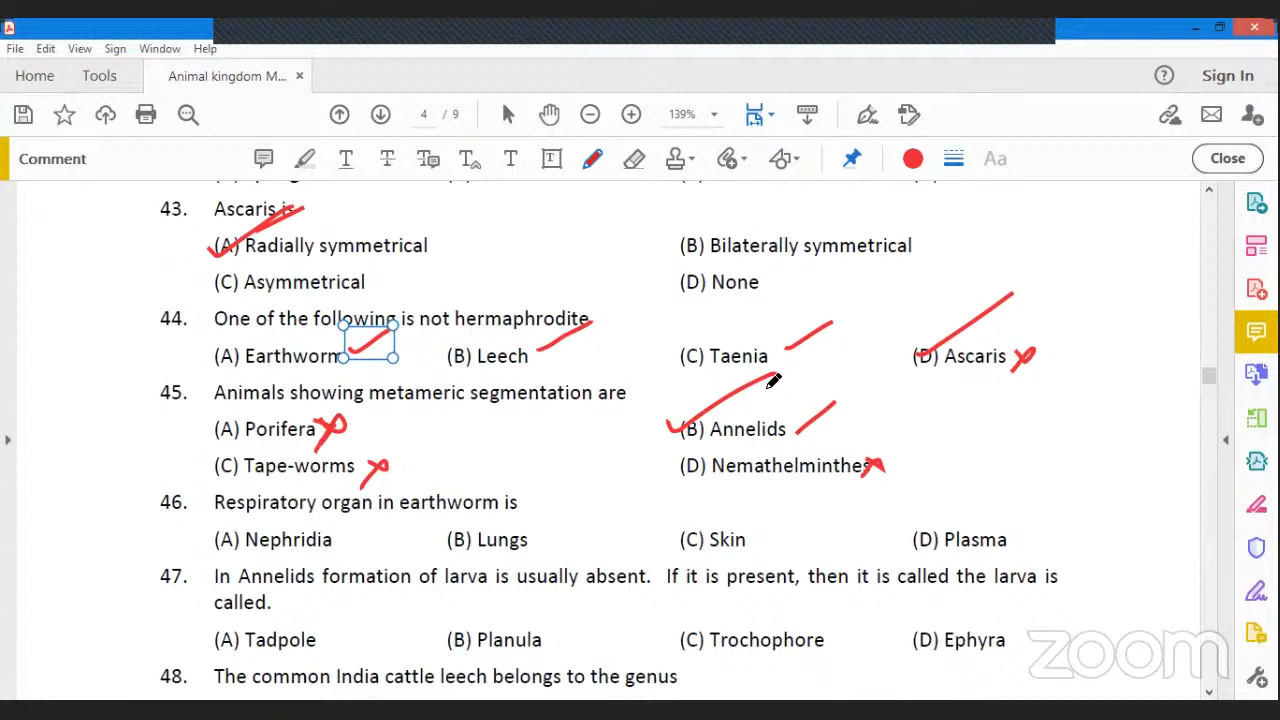 File Edit View Sign Window Help
Home Tools Animal kingdom M... × Sign In
4 / 9 139%
Comment Aa Close
43. Ascaris is
(A) Radially symmetrical (B) Bilaterally symmetrical
(C) Asymmetrical (D) None
44. One of the following is not hermaphrodite
(A) Earthworm (B) Leech (C) Taenia (D) Ascaris
45. Animals showing metameric segmentation are
(A) Porifera (B) Annelids
(C) Tape-worms (D) Nemathelminthes
46. Respiratory organ in earthworm is
(A) Nephridia (B) Lungs (C) Skin (D) Plasma
47. In Annelids formation of larva is usually absent. If it is present, then it is called the larva is
called.
(A) Tadpole (B) Planula (C) Trochophore (D) Ephyra
zoom
48. The common India cattle leech belongs to the genus